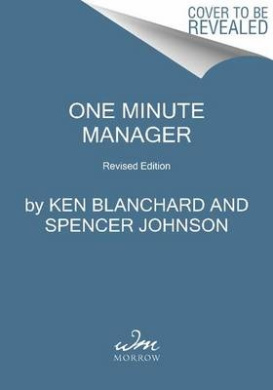 COVER TO BE
REVEALED
ONE MINUTE
MANAGER
Revised Edition
by KEN BLANCHARD AND
SPENCER JOHNSON
wm
MORROW